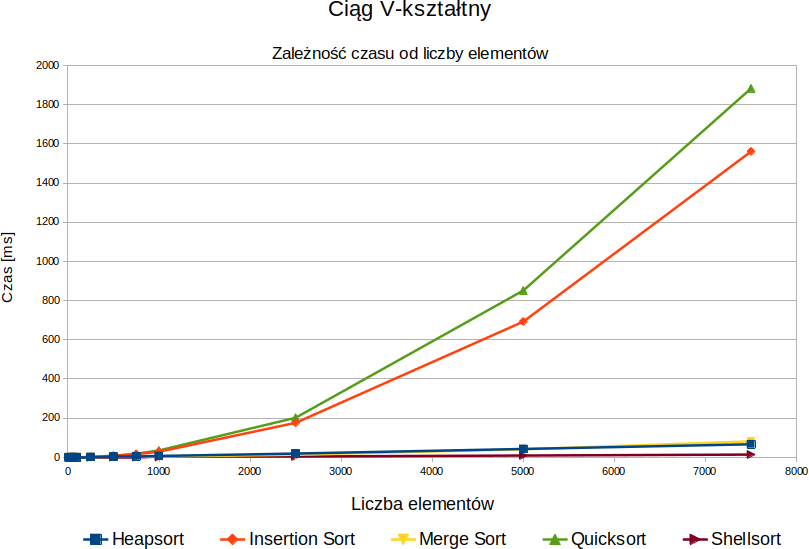 Ciąg V-kształtny
Zależność czasu od liczby elementów
2000
1800
1600
1400
1200
1000
800
600
400
200
0
Czas [ms]
0 1000 2000 3000 4000 5000 6000 7000 8000
Liczba elementów
Heapsort Insertion Sort Merge Sort Quicksort Shellsort